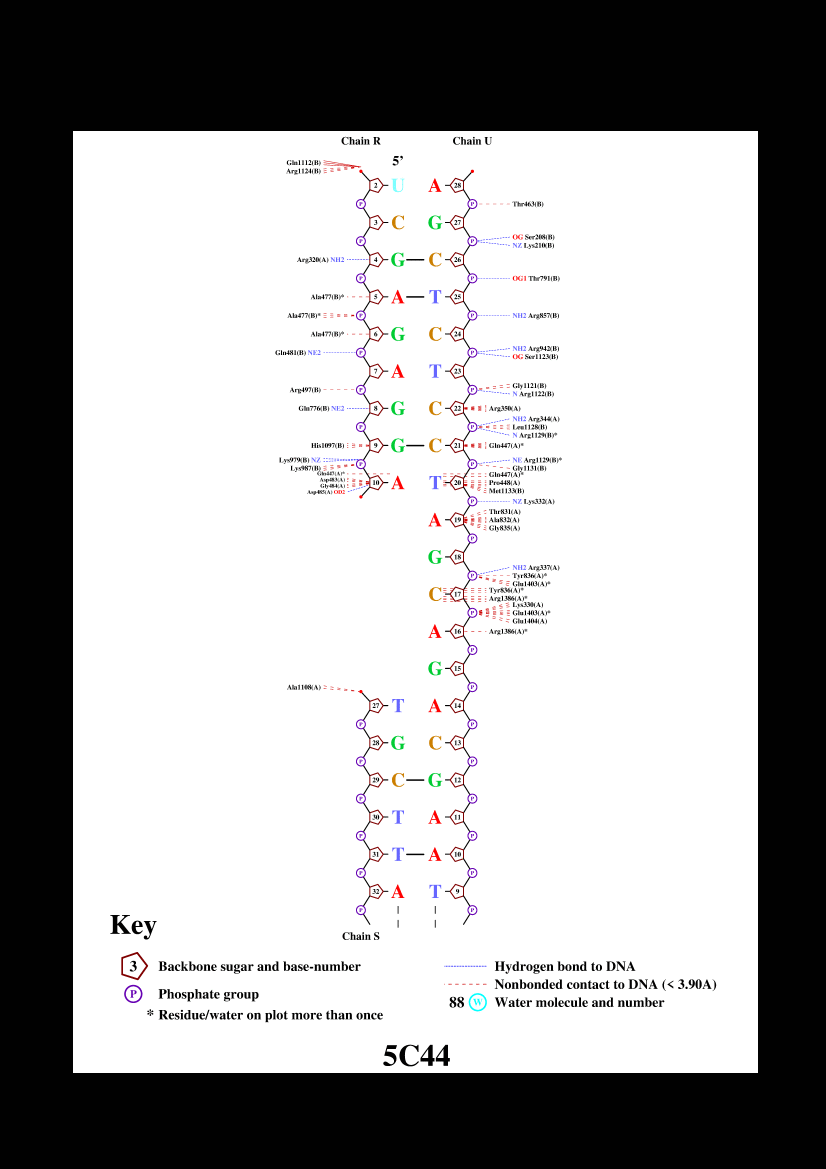 Chain R Chain U
5’
Gln1112(B)
Arg1124(B)
2 U A 28
P P Thr463(B)
3 C G 27
P P OG Ser208(B)
NZ Lys210(B)
Arg320(A) NH2 4 G C 26
P P OG1 Thr791(B)
Ala477(B)* 5 A T 25
Ala477(B)* P P NH2 Arg857(B)
Ala477(B)* 6 G C 24
Gln481(B) NE2 P P NH2 Arg942(B)
OG Ser1123(B)
7 A T 23
Arg497(B) P P Gly1121(B)
N Arg1122(B)
Gln776(B) NE2 8 G C 22 Arg350(A)
P P NH2 Arg344(A)
Leu1128(B)
N Arg1129(B)*
His1097(B) 9 G C 21 Gln447(A)*
Lys979(B) NZ P P NE Arg1129(B)*
Lys987(B) Gly1131(B)
Gln447(A)* Gln447(A)*
Asp483(A) 10 A T 20 Pro448(A)
Gly484(A) Met1133(B)
Asp485(A) OD2
P NZ Lys332(A)
Thr831(A)
A 19 Ala832(A)
Gly835(A)
P
G 18
P NH2 Arg337(A)
Tyr836(A)*
Glu1403(A)*
C 17 Tyr836(A)*
Arg1386(A)*
P Lys330(A)
Glu1403(A)*
Glu1404(A)
A 16 Arg1386(A)*
P
G 15
Ala1108(A) P
27 T A 14
P P
28 G C 13
P P
29 C G 12
P P
30 T A 11
P P
31 T A 10
P P
32 A T 9
P P
Chain S
Key
3 Backbone sugar and base-number
P Phosphate group
* Residue/water on plot more than once
Hydrogen bond to DNA
Nonbonded contact to DNA (< 3.90A)
88 W Water molecule and number
5C44